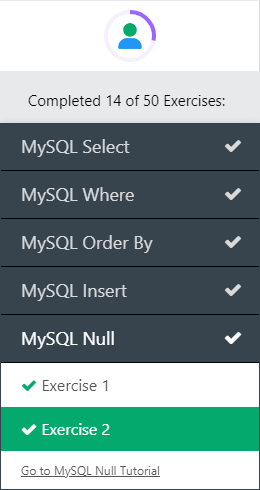 Completed 14 of 50 Exercises:
MySQL Select
MySQL Where
MySQL Order By
MySQL Insert
MySQL Null
Exercise 1
Exercise 2
Go to MySQL Null Tutorial